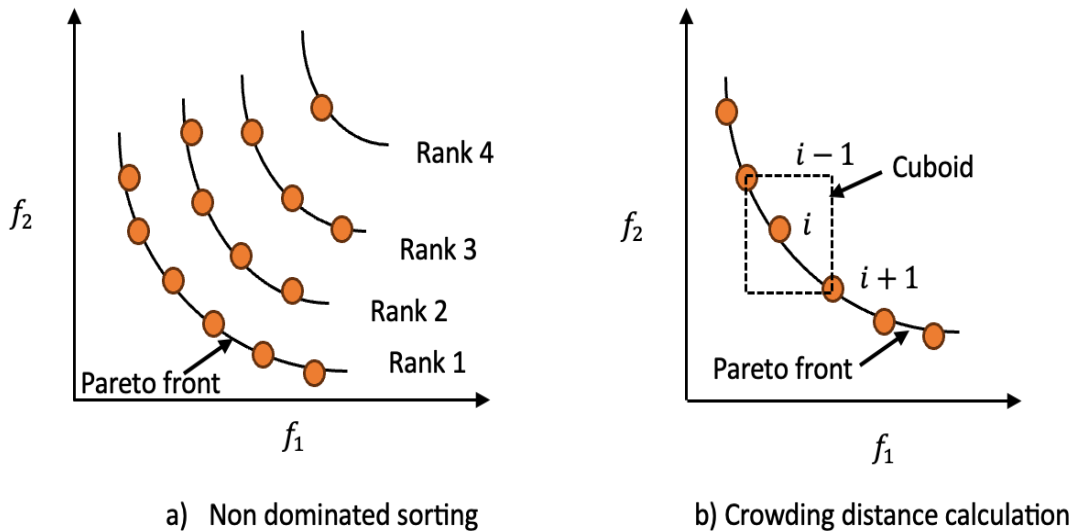 f₂
Rank 4
Rank 3
Rank 2
Rank 1
Pareto front
f₁
a) Non dominated sorting
f₂
i − 1
Cuboid
i
i + 1
Pareto front
f₁
b) Crowding distance calculation